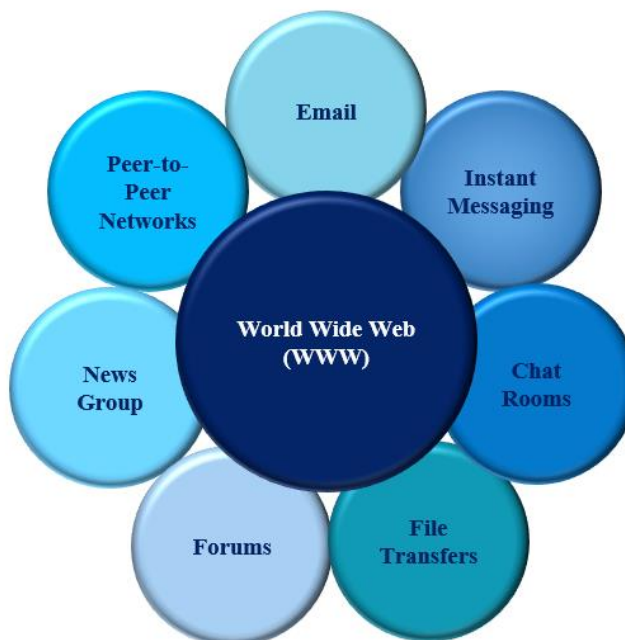 Email
Peer-to-
Peer
Networks
Instant
Messaging
World Wide Web
(WWW)
News
Group
Chat
Rooms
Forums
File
Transfers